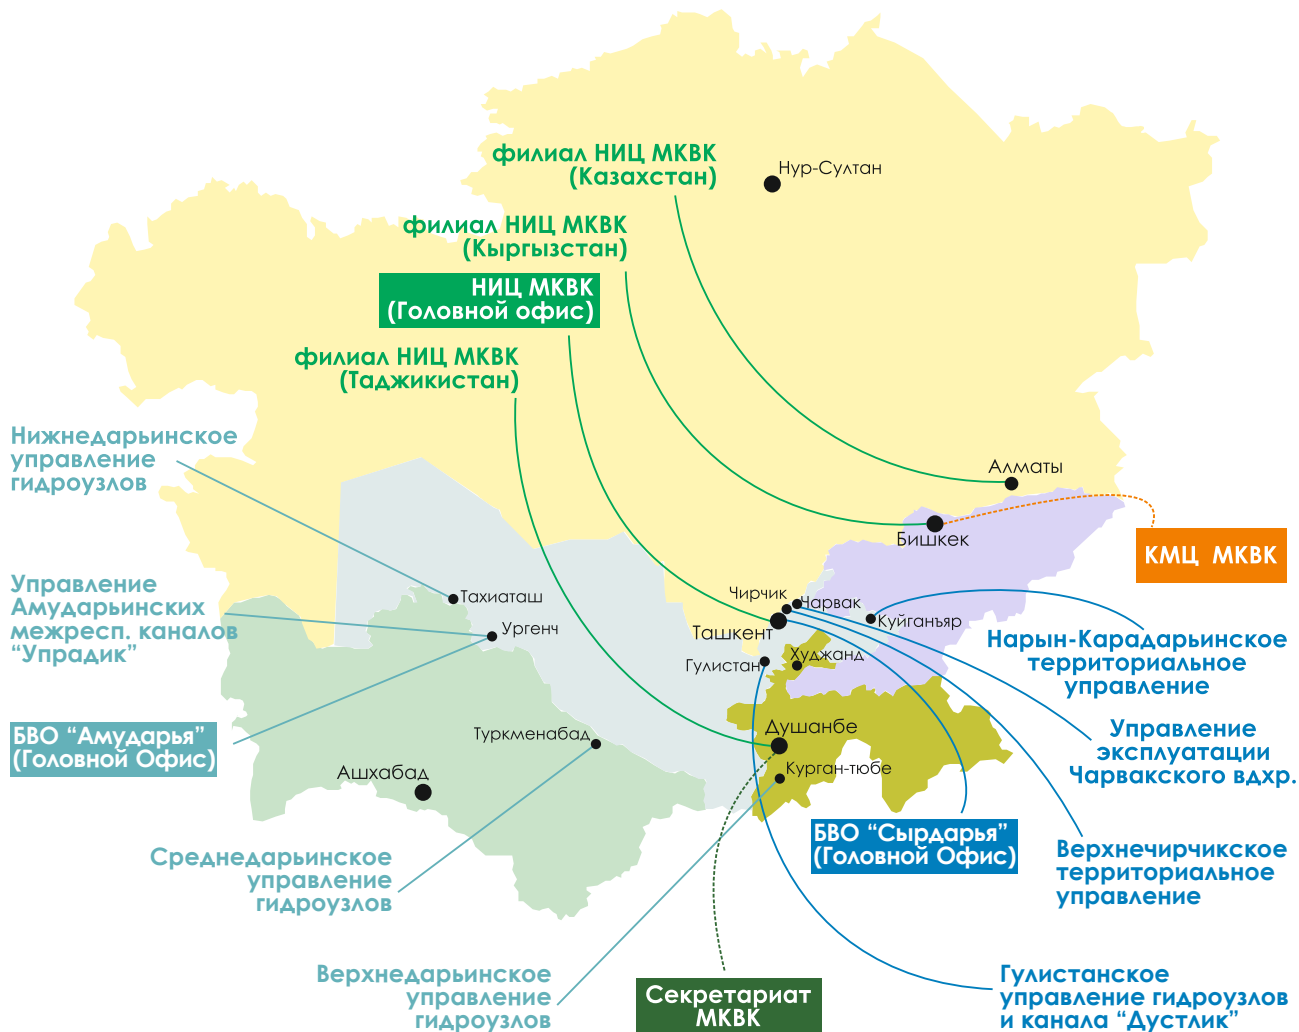 филиал НИЦ МКВК
(Казахстан)
Нур-Султан
филиал НИЦ МКВК
(Кыргызстан)
НИЦ МКВК
(Головной офис)
филиал НИЦ МКВК
(Таджикистан)
Нижнедарьинское
управление
гидроузлов
Алматы
Бишкек
КМЦ МКВК
Управление
Амударьинских
межресп. каналов
“Упрадик”
Тахиаташ
Ургенч
Чирчик
Чарвак
Ташкент
Куйганъяр
Гулистан
Худжанд
Нарын-Карадарьинское
территориальное
управление
БВО “Амударья”
(Головной Офис)
Туркменабад
Ашхабад
Душанбе
Курган-тюбе
Управление
эксплуатации
Чарвакского вдхр.
БВО “Сырдарья”
(Головной Офис)
Среднедарьинское
управление
гидроузлов
Верхнечирчикское
территориальное
управление
Верхнедарьинское
управление
гидроузлов
Секретариат
МКВК
Гулистанское
управление гидроузлов
и канала “Дустлик”